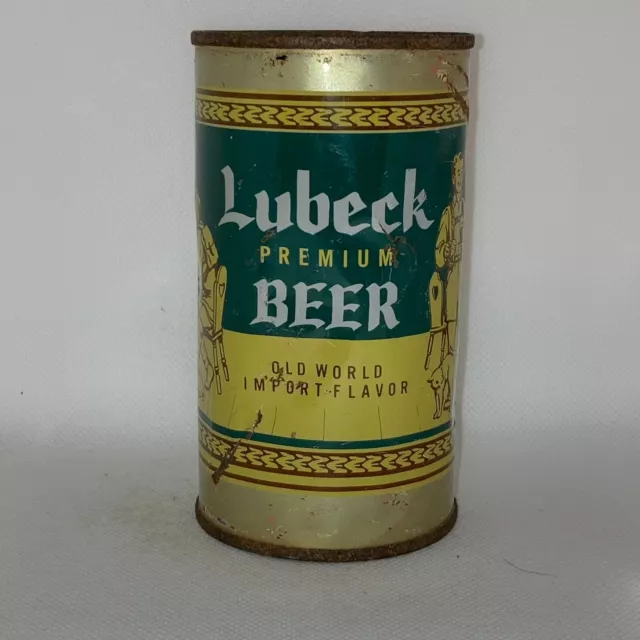 Lubeck
PREMIUM
BEER
OLD WORLD
IMPORT FLAVOR